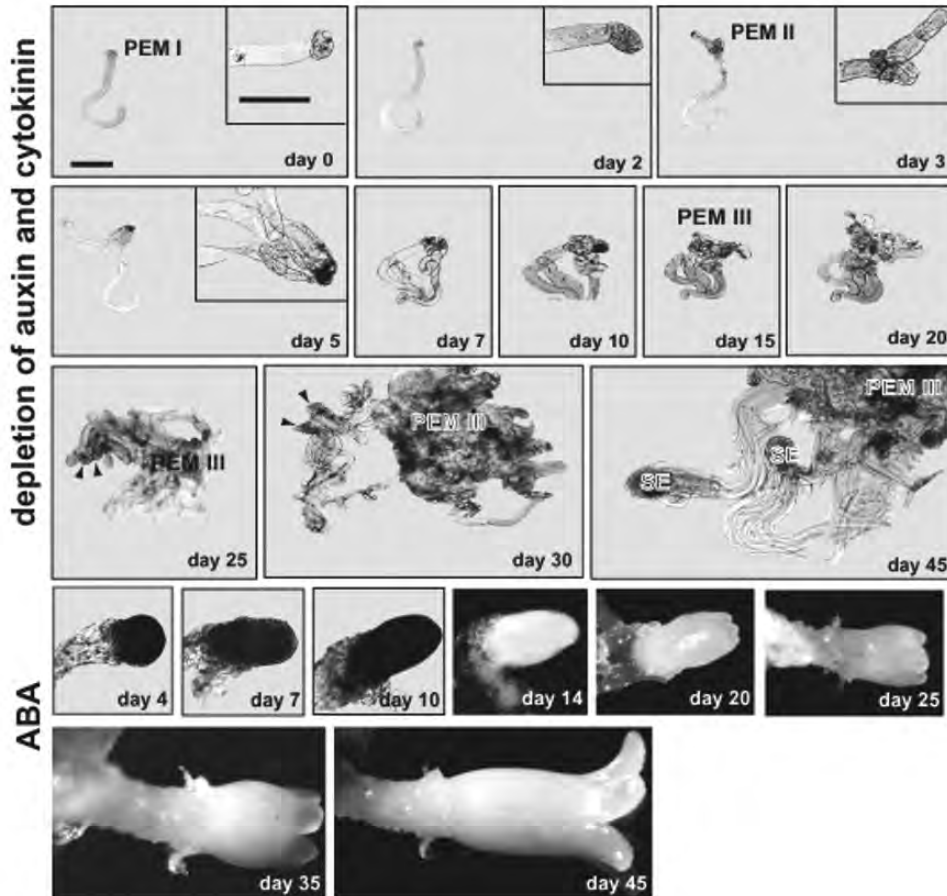 depletion of auxin and cytokinin
PEM I
day 0
day 2
PEM II
day 3
day 5
day 7
day 10
PEM III
day 15
day 20
PEM III
day 25
PEM III
day 30
PEM III
SE
SE
day 45
ABA
day 4
day 7
day 10
day 14
day 20
day 25
day 35
day 45